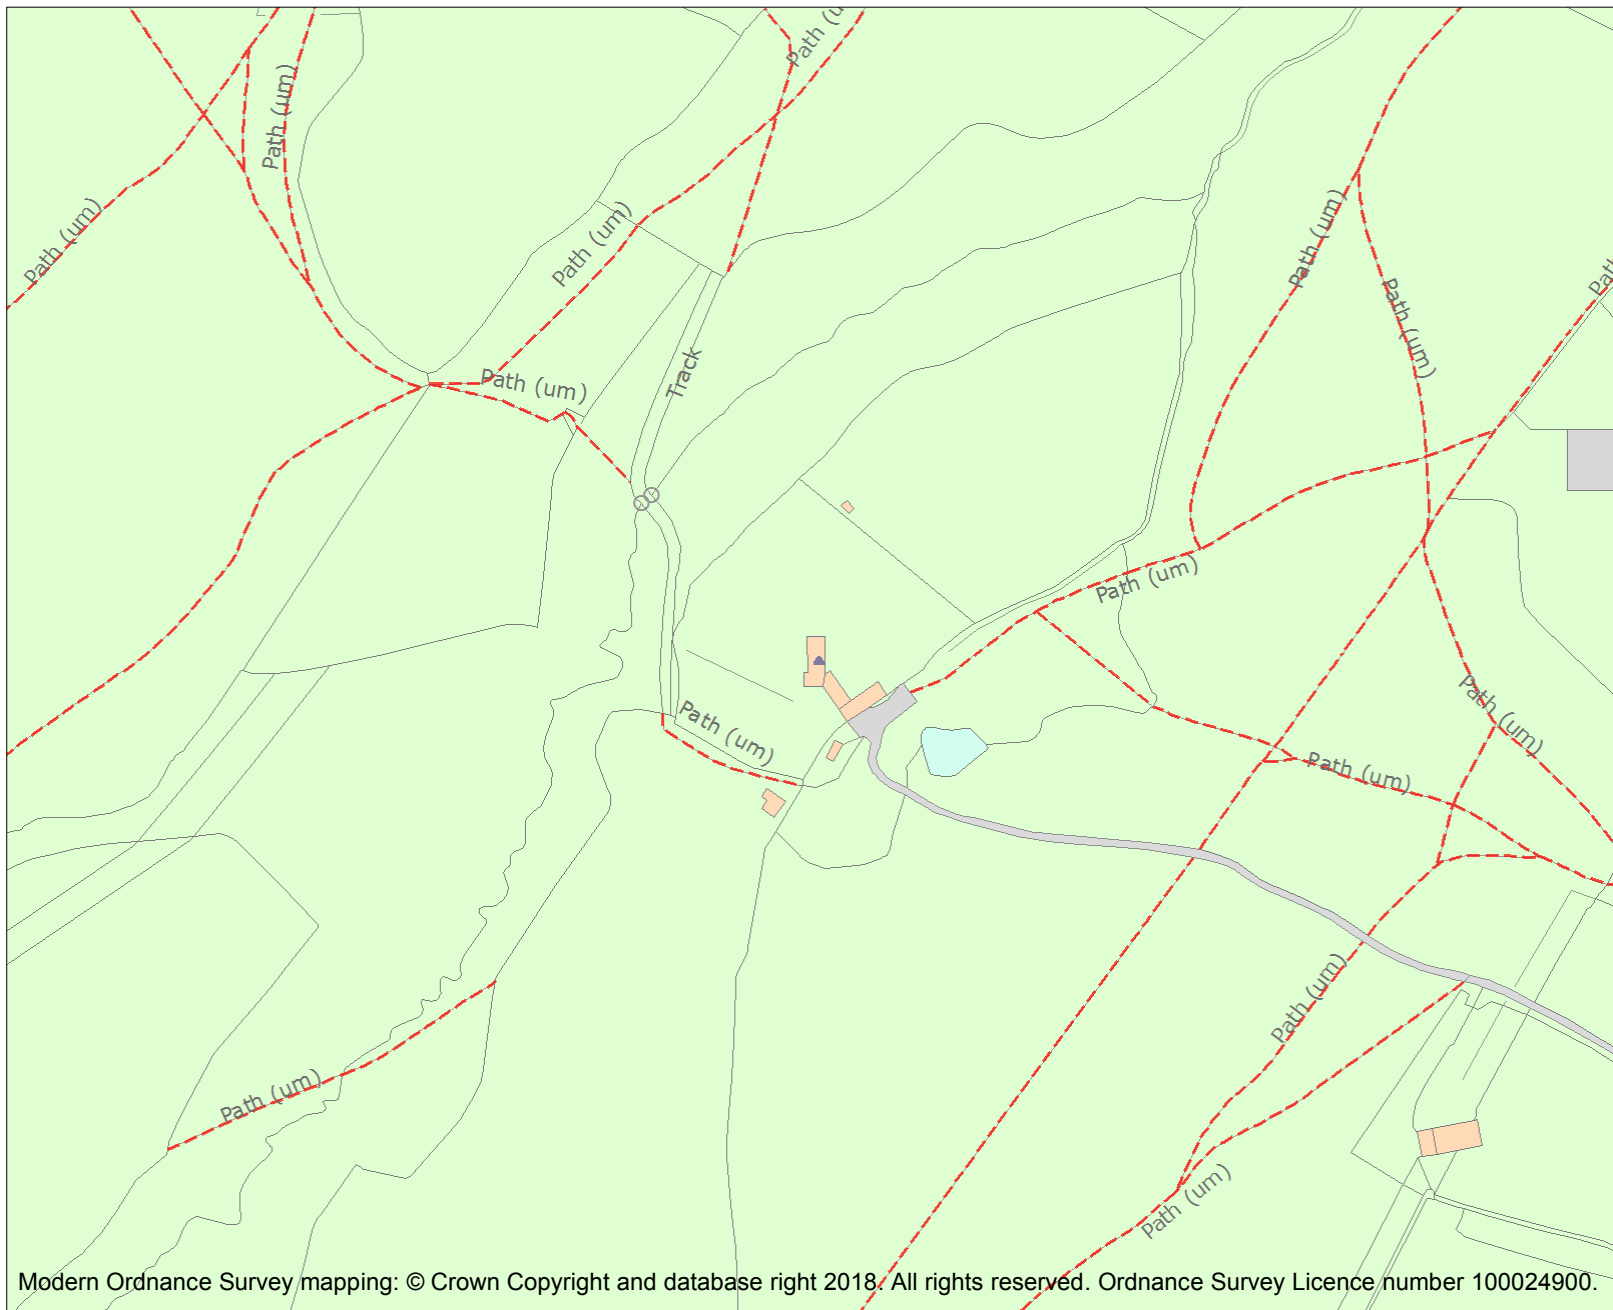 Path (u
Path (um)
Path (um)
Path (um)
Path (um)
Path
Path (um)
Track
Path (um)
Path (um)
Path (um)
Path (um)
Path (um)
Path (um)
Path (um)
Path (um)
Modern Ordnance Survey mapping: © Crown Copyright and database right 2018. All rights reserved. Ordnance Survey Licence number 100024900.